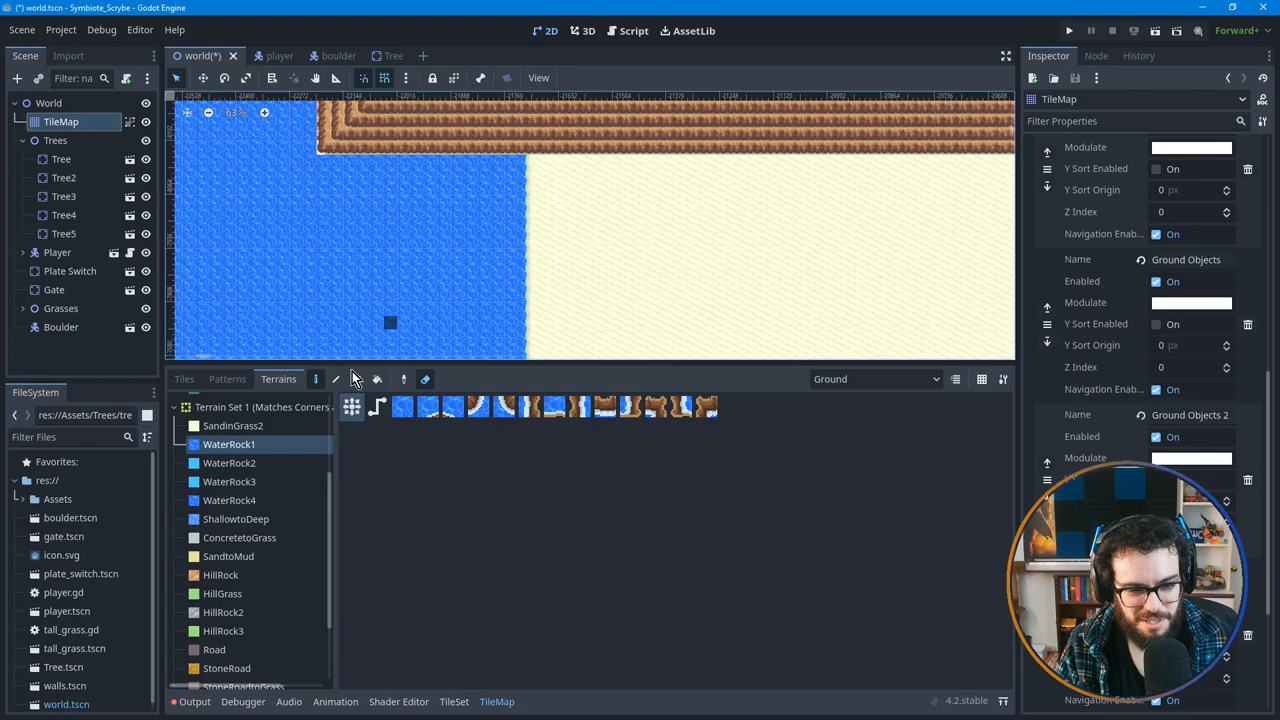 (*) world.tscn - Symbiote_Scrybe - Godot Engine
Scene Project Debug Editor Help
2D 3D Script AssetLib
Forward+
Scene Import
world(*) player boulder Tree
Inspector Node History
Filter: na
View
TileMap
Filter Properties
World
TileMap
Trees
Tree
Tree2
Tree3
Tree4
Tree5
Player
Plate Switch
Gate
Grasses
Boulder
63 %
Modulate
Y Sort Enabled On
Y Sort Origin 0 px
Z Index 0
Navigation Enab... On
Name Ground Objects
Enabled On
Modulate
Y Sort Enabled On
Y Sort Origin 0 px
Z Index 0
Navigation Enab... On
Name Ground Objects 2
Enabled On
Modulate
Navigation Enab... On
FileSystem
res://Assets/Trees/tre
Filter Files
Favorites:
res://
Assets
boulder.tscn
gate.tscn
icon.svg
plate_switch.tscn
player.gd
player.tscn
tall_grass.gd
tall_grass.tscn
Tree.tscn
walls.tscn
world.tscn
Tiles Patterns Terrains
Ground
Terrain Set 1 (Matches Corners
SandinGrass2
WaterRock1
WaterRock2
WaterRock3
WaterRock4
ShallowtoDeep
ConcretetoGrass
SandtoMud
HillRock
HillGrass
HillRock2
HillRock3
Road
StoneRoad
StoneRoadtoGrass
Output Debugger Audio Animation Shader Editor TileSet TileMap
4.2.stable